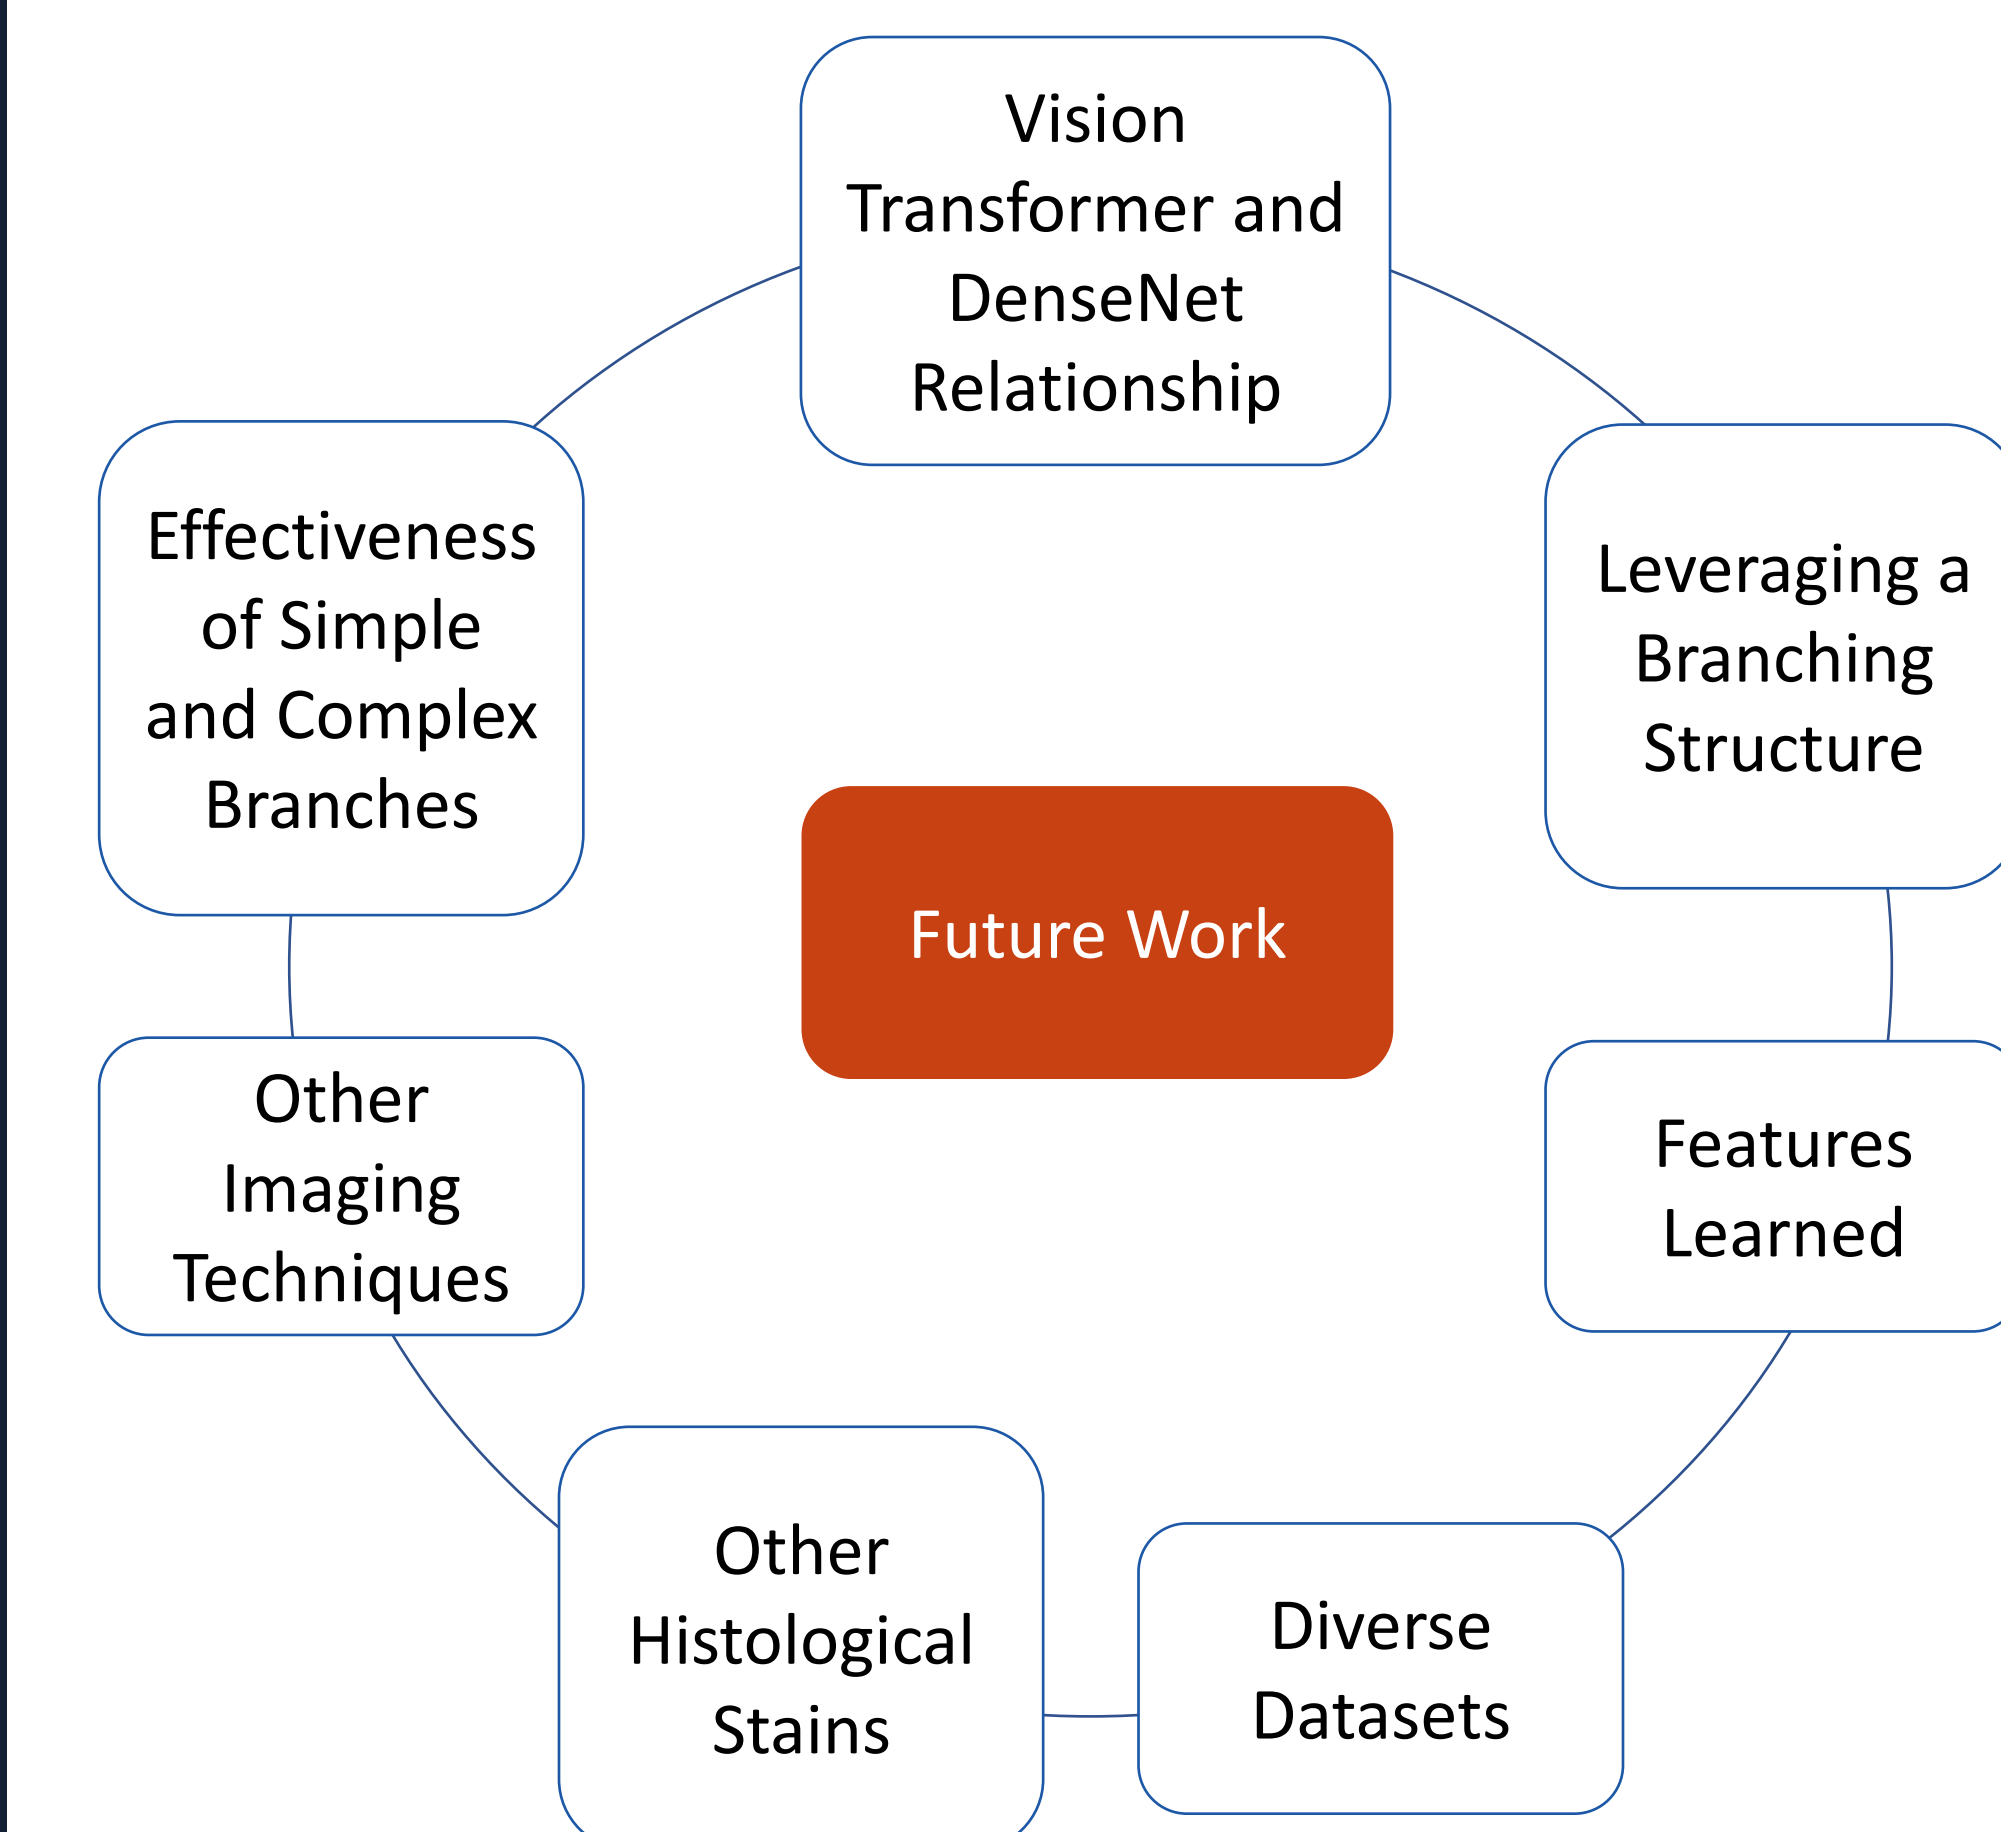 Vision
Transformer and
DenseNet
Relationship
Leveraging a
Branching
Structure
Features
Learned
Diverse
Datasets
Other
Histological
Stains
Other
Imaging
Techniques
Effectiveness
of Simple
and Complex
Branches
Future Work